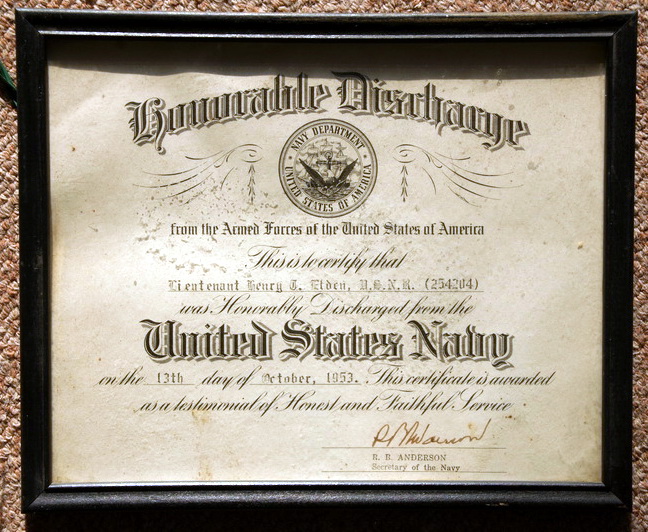 Honorable Discharge
NAVY DEPARTMENT
UNITED STATES OF AMERICA
from the Armed Forces of the United States of America
This is to certify that
Lieutenant Henry T. Elden, U.S.N.R. (254204)
was Honorably Discharged from the
United States Navy
on the 13th day of October, 1953. This certificate is awarded
as a testimonial of Honest and Faithful Service
R B Anderson
R. B. ANDERSON
Secretary of the Navy